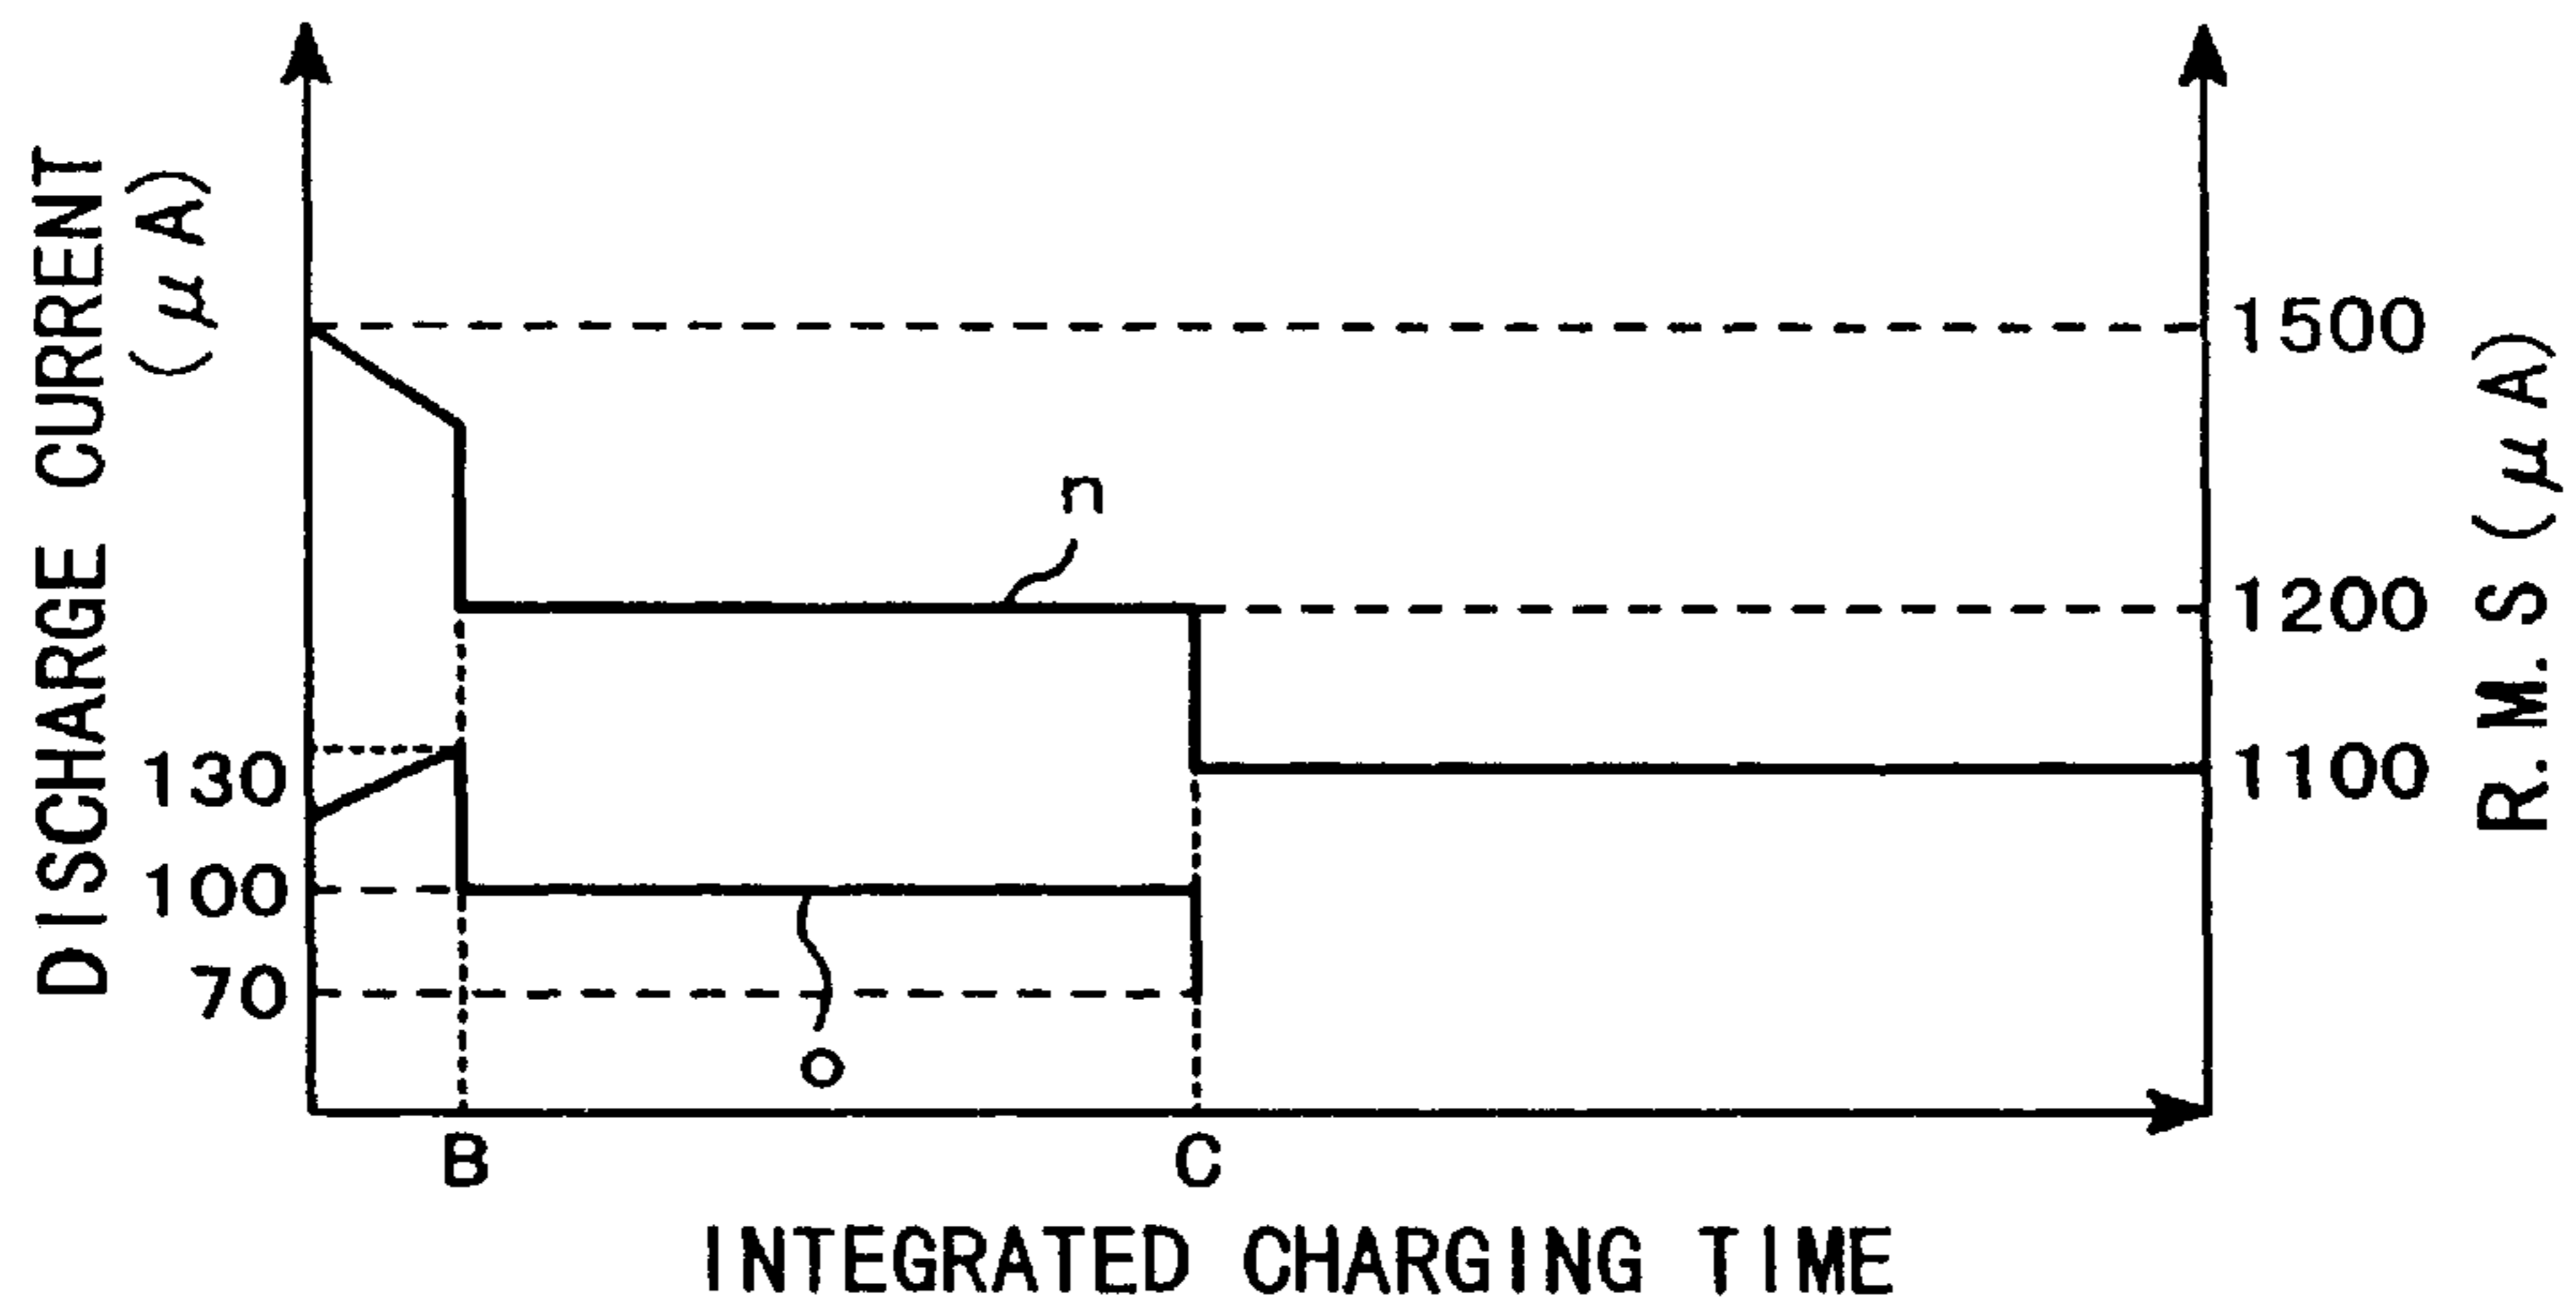 DISCHARGE CURRENT
(μA)
130
100
70
n
o
1500
1200
1100
R.M.S(μA)
B
C
INTEGRATED CHARGING TIME